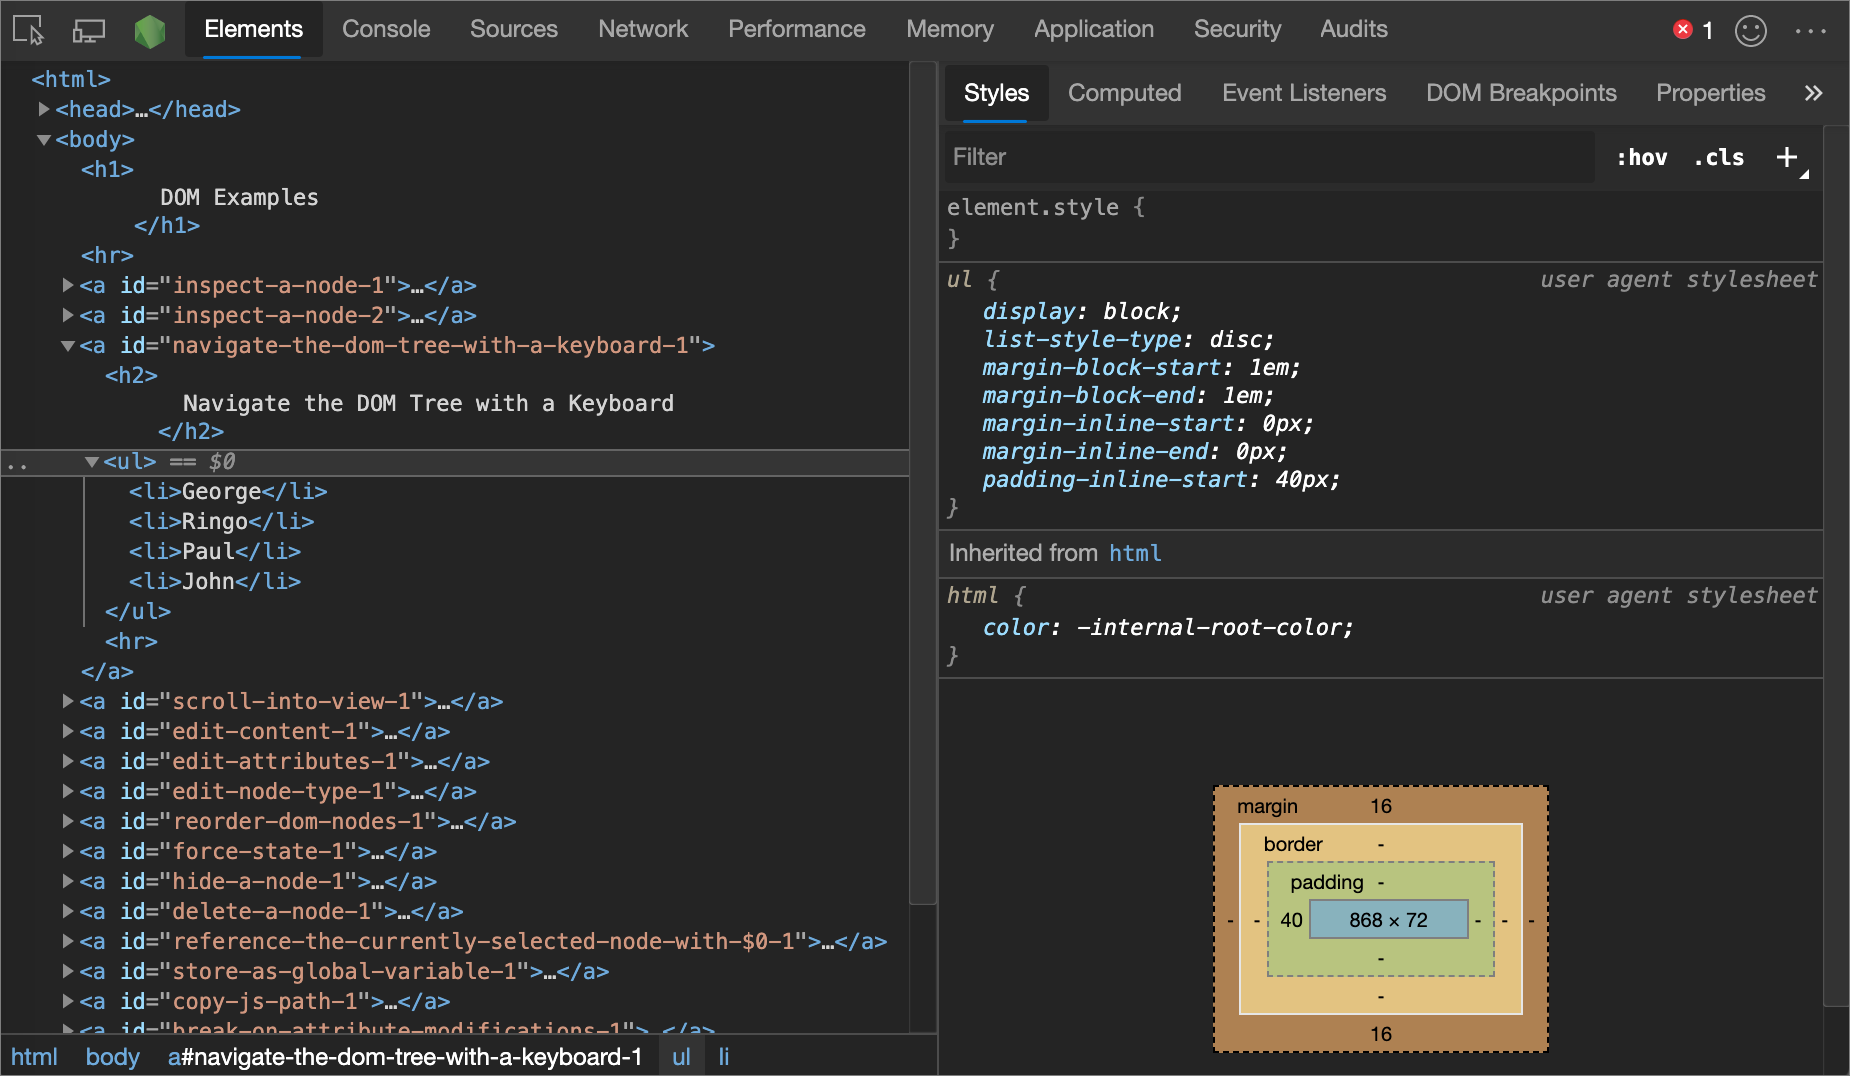 Elements Console Sources Network Performance Memory Application Security Audits 1 ...
<html>
<head>…</head>
<body>
<h1>
DOM Examples
</h1>
<hr>
<a id="inspect-a-node-1">…</a>
<a id="inspect-a-node-2">…</a>
<a id="navigate-the-dom-tree-with-a-keyboard-1">
<h2>
Navigate the DOM Tree with a Keyboard
</h2>
.. <ul> == $0
<li>George</li>
<li>Ringo</li>
<li>Paul</li>
<li>John</li>
</ul>
<hr>
</a>
<a id="scroll-into-view-1">…</a>
<a id="edit-content-1">…</a>
<a id="edit-attributes-1">…</a>
<a id="edit-node-type-1">…</a>
<a id="reorder-dom-nodes-1">…</a>
<a id="force-state-1">…</a>
<a id="hide-a-node-1">…</a>
<a id="delete-a-node-1">…</a>
<a id="reference-the-currently-selected-node-with-$0-1">…</a>
<a id="store-as-global-variable-1">…</a>
<a id="copy-js-path-1">…</a>
<a id="break-on-attribute-modifications-1">…</a>
html body a#navigate-the-dom-tree-with-a-keyboard-1 ul li
Styles Computed Event Listeners DOM Breakpoints Properties »
Filter :hov .cls +
element.style {
}
ul { user agent stylesheet
display: block;
list-style-type: disc;
margin-block-start: 1em;
margin-block-end: 1em;
margin-inline-start: 0px;
margin-inline-end: 0px;
padding-inline-start: 40px;
}
Inherited from html
html { user agent stylesheet
color: -internal-root-color;
}
margin 16
border -
padding -
- - 40 868 × 72 - - -
-
-
16